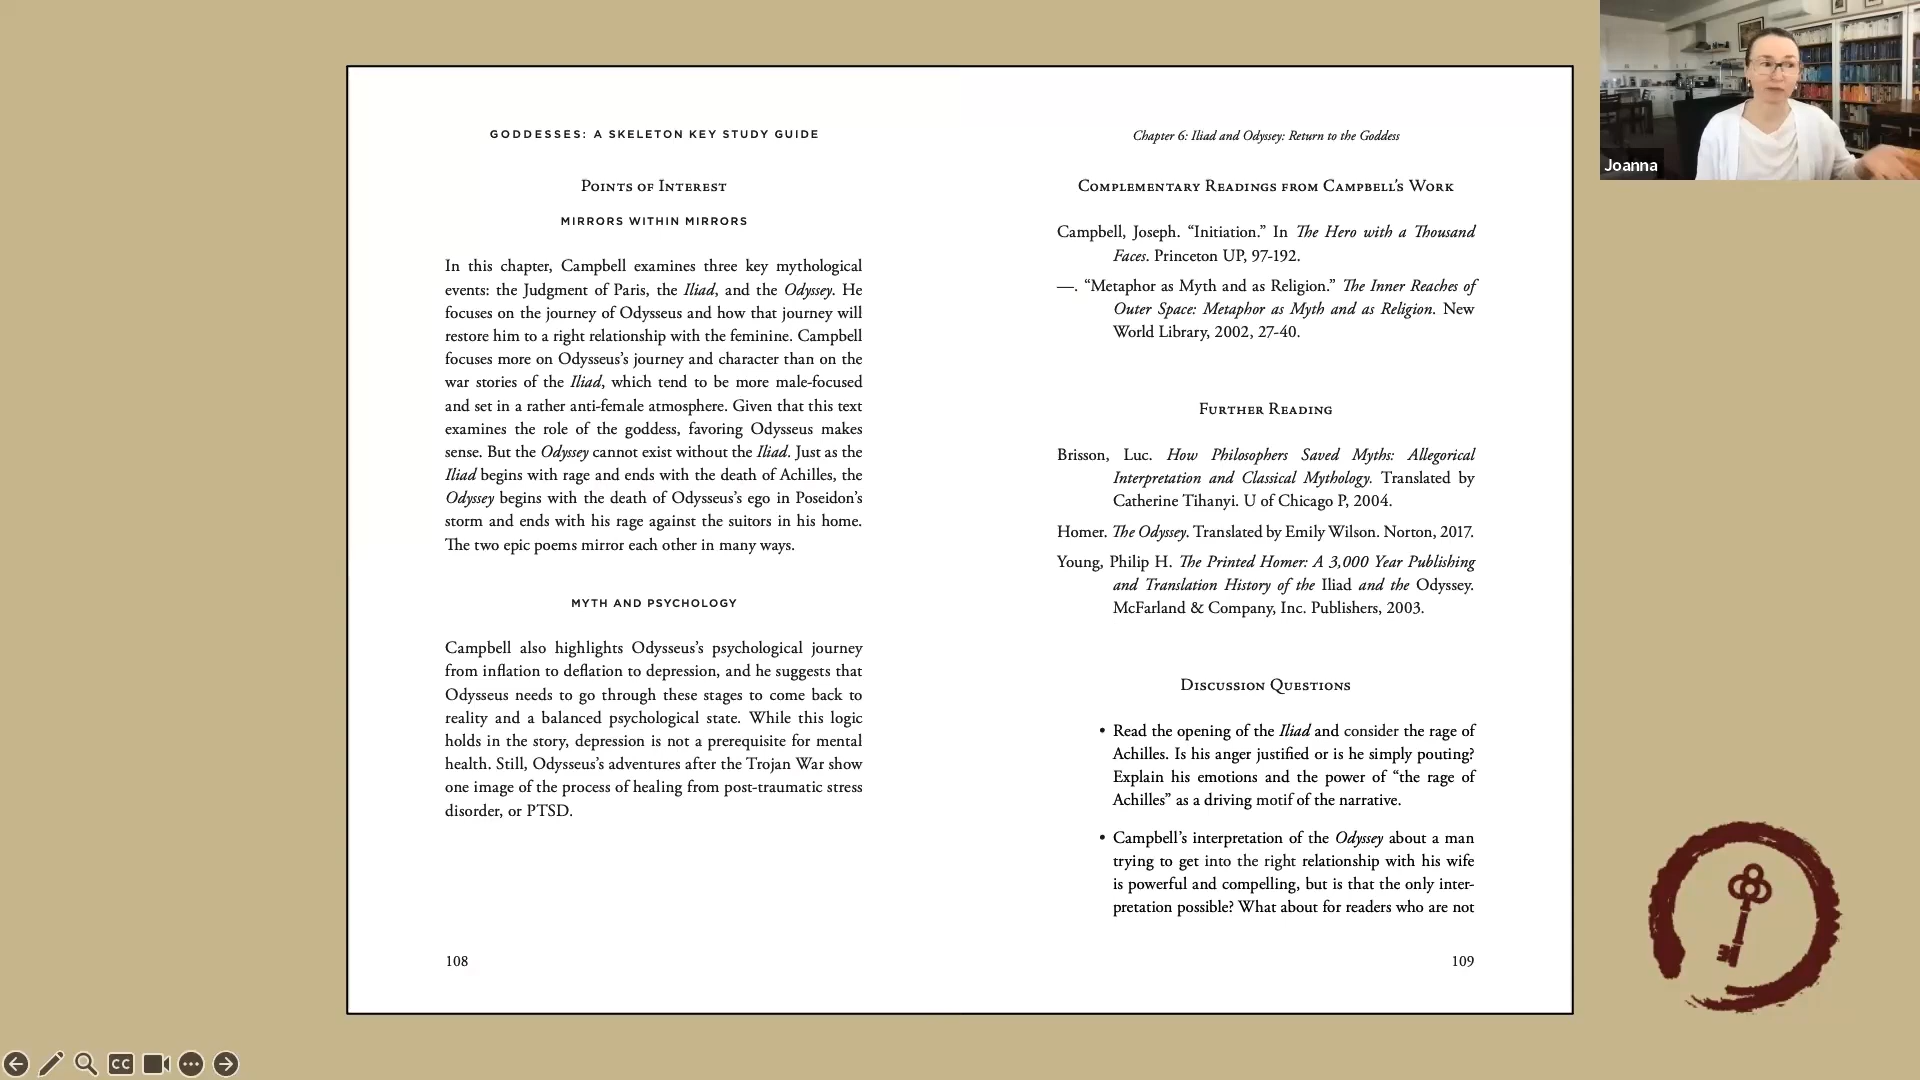 GODDESSES: A SKELETON KEY STUDY GUIDE
Points of Interest
MIRRORS WITHIN MIRRORS
In this chapter, Campbell examines three key mythological
events: the Judgment of Paris, the Iliad, and the Odyssey. He
focuses on the journey of Odysseus and how that journey will
restore him to a right relationship with the feminine. Campbell
focuses more on Odysseus’s journey and character than on the
war stories of the Iliad, which tend to be more male-focused
and set in a rather anti-female atmosphere. Given that this text
examines the role of the goddess, favoring Odysseus makes
sense. But the Odyssey cannot exist without the Iliad. Just as the
Iliad begins with rage and ends with the death of Achilles, the
Odyssey begins with the death of Odysseus’s ego in Poseidon’s
storm and ends with his rage against the suitors in his home.
The two epic poems mirror each other in many ways.
MYTH AND PSYCHOLOGY
Campbell also highlights Odysseus’s psychological journey
from inflation to deflation to depression, and he suggests that
Odysseus needs to go through these stages to come back to
reality and a balanced psychological state. While this logic
holds in the story, depression is not a prerequisite for mental
health. Still, Odysseus’s adventures after the Trojan War show
one image of the process of healing from post-traumatic stress
disorder, or PTSD.
108
Chapter 6: Iliad and Odyssey: Return to the Goddess
Complementary Readings from Campbell’s Work
Campbell, Joseph. “Initiation.” In The Hero with a Thousand
Faces. Princeton UP, 97-192.
—. “Metaphor as Myth and as Religion.” The Inner Reaches of
Outer Space: Metaphor as Myth and as Religion. New
World Library, 2002, 27-40.
Further Reading
Brisson, Luc. How Philosophers Saved Myths: Allegorical
Interpretation and Classical Mythology. Translated by
Catherine Tihanyi. U of Chicago P, 2004.
Homer. The Odyssey. Translated by Emily Wilson. Norton, 2017.
Young, Philip H. The Printed Homer: A 3,000 Year Publishing
and Translation History of the Iliad and the Odyssey.
McFarland & Company, Inc. Publishers, 2003.
Discussion Questions
• Read the opening of the Iliad and consider the rage of
Achilles. Is his anger justified or is he simply pouting?
Explain his emotions and the power of “the rage of
Achilles” as a driving motif of the narrative.
• Campbell’s interpretation of the Odyssey about a man
trying to get into the right relationship with his wife
is powerful and compelling, but is that the only inter-
pretation possible? What about for readers who are not
109
Joanna
CC